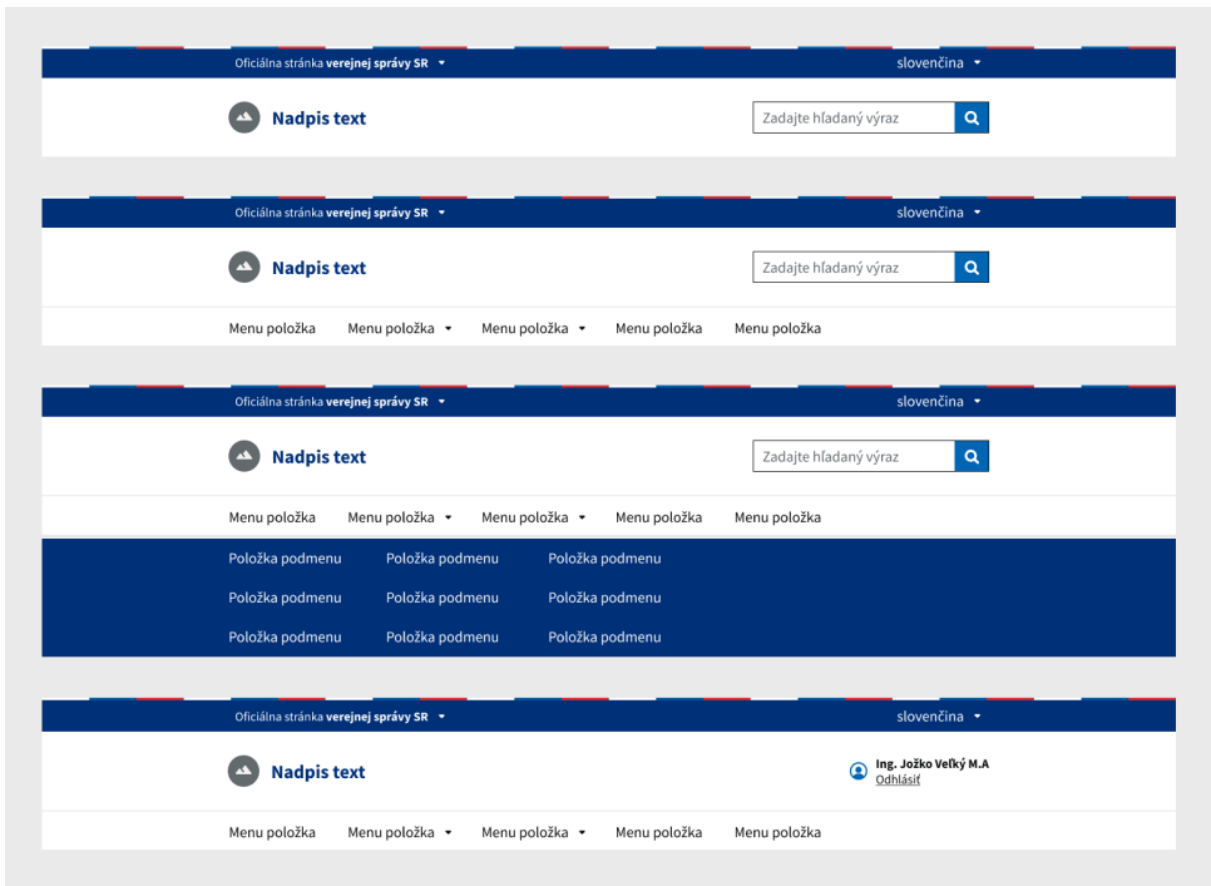 Oficiálna stránka verejnej správy SR slovenčina
Nadpis text Zadajte hľadaný výraz
Oficiálna stránka verejnej správy SR slovenčina
Nadpis text Zadajte hľadaný výraz
Menu položka Menu položka Menu položka Menu položka Menu položka
Oficiálna stránka verejnej správy SR slovenčina
Nadpis text Zadajte hľadaný výraz
Menu položka Menu položka Menu položka Menu položka Menu položka
Položka podmenu Položka podmenu Položka podmenu
Položka podmenu Položka podmenu Položka podmenu
Položka podmenu Položka podmenu Položka podmenu
Oficiálna stránka verejnej správy SR slovenčina
Nadpis text Ing. Jožko Veľký M.A
Odhlásiť
Menu položka Menu položka Menu položka Menu položka Menu položka